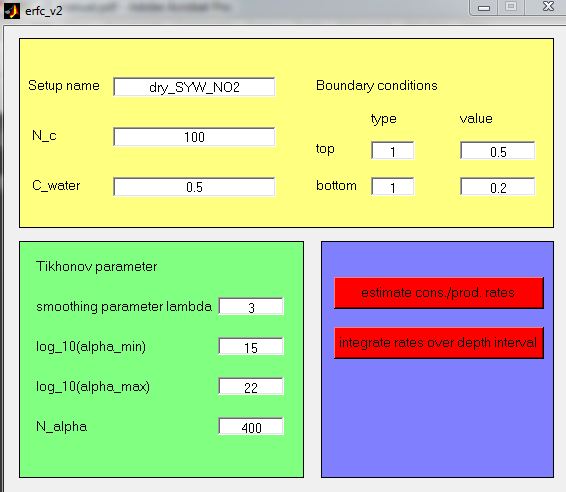 erfc_v2
Setup name dry_SYW_NO2
N_c 100
C_water 0.5
Boundary conditions
type value
top 1 0.5
bottom 1 0.2
Tikhonov parameter
smoothing parameter lambda 3
log_10(alpha_min) 15
log_10(alpha_max) 22
N_alpha 400
estimate cons./prod. rates
integrate rates over depth interval